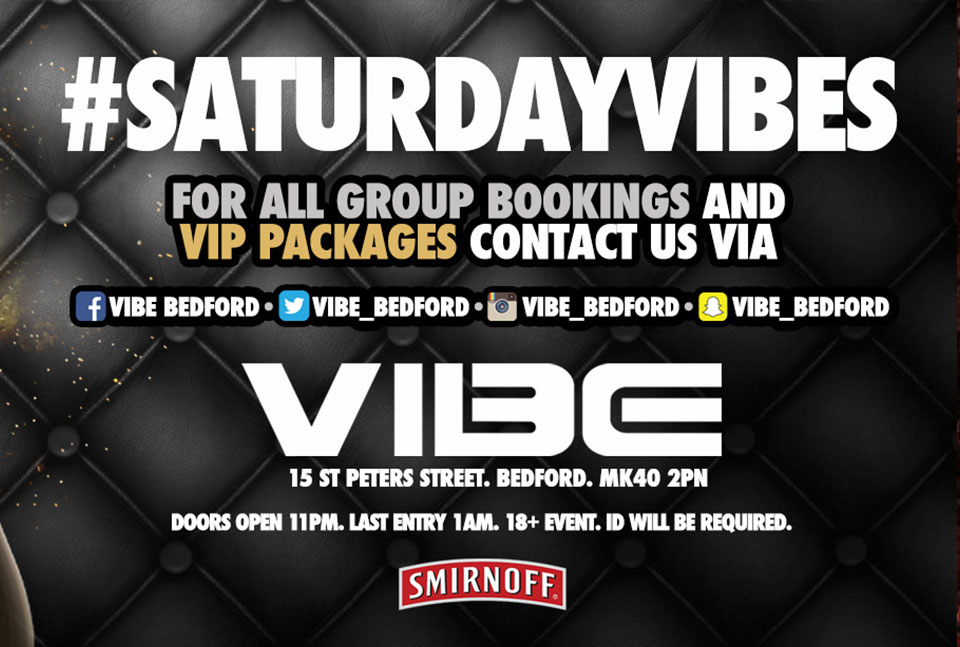 #SATURDAYVIBES
FOR ALL GROUP BOOKINGS AND
VIP PACKAGES CONTACT US VIA
f VIBE BEDFORD • VIBE_BEDFORD • VIBE_BEDFORD • VIBE_BEDFORD
VIBE
15 ST PETERS STREET. BEDFORD. MK40 2PN
DOORS OPEN 11PM. LAST ENTRY 1AM. 18+ EVENT. ID WILL BE REQUIRED.
SMIRNOFF®